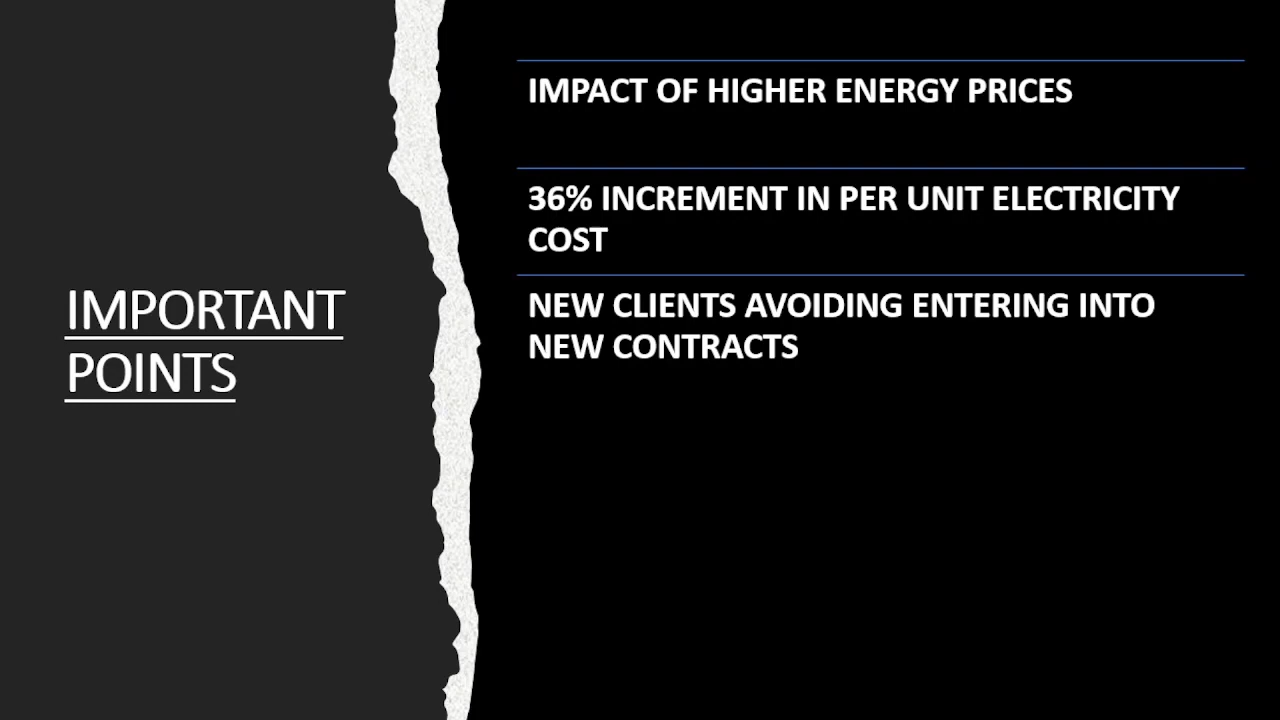 IMPORTANT
POINTS
IMPACT OF HIGHER ENERGY PRICES
36% INCREMENT IN PER UNIT ELECTRICITY
COST
NEW CLIENTS AVOIDING ENTERING INTO
NEW CONTRACTS